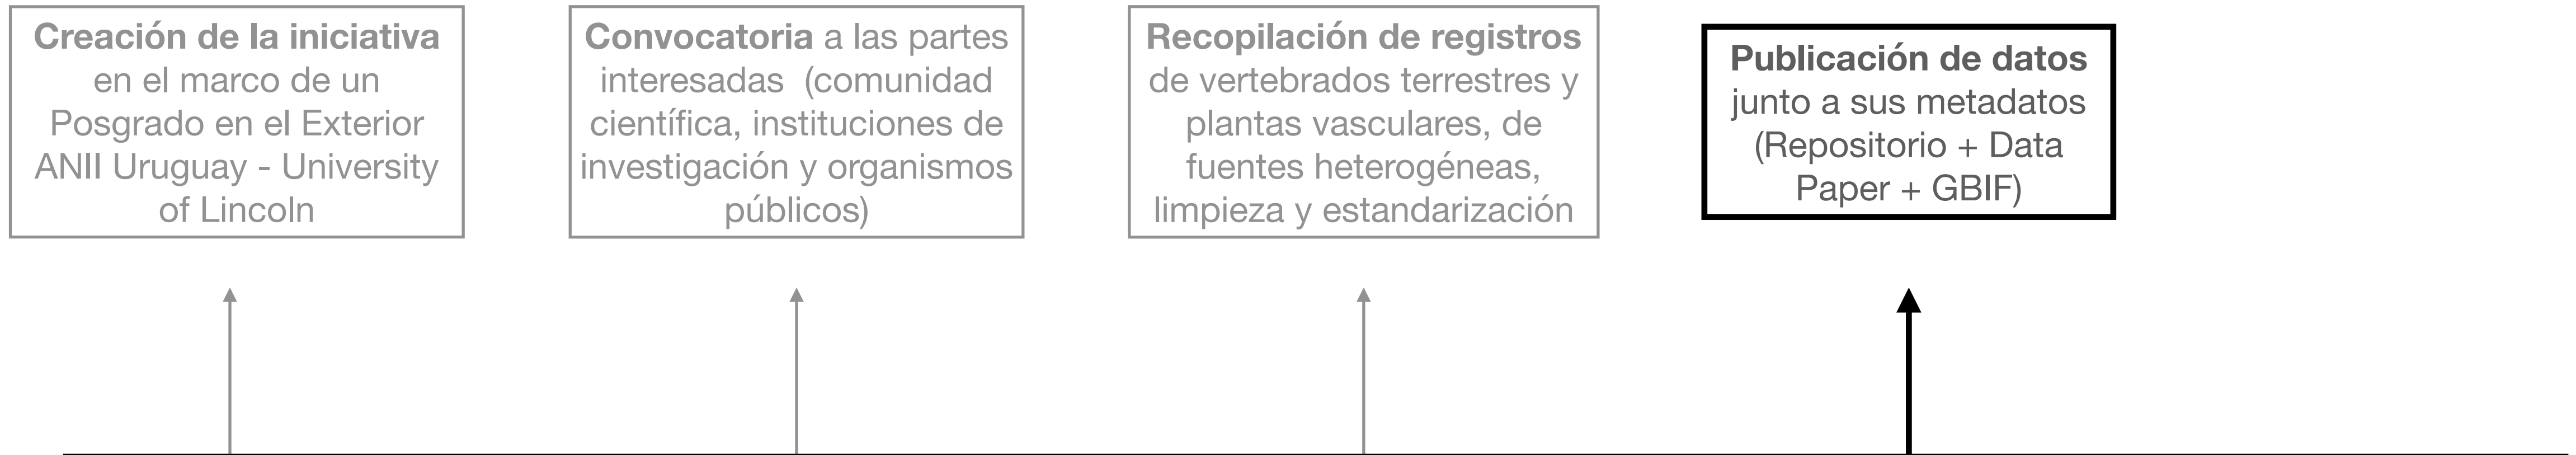 Creación de la iniciativa
en el marco de un
Posgrado en el Exterior
ANII Uruguay - University
of Lincoln
Convocatoria a las partes
interesadas (comunidad
científica, instituciones de
investigación y organismos
públicos)
Recopilación de registros
de vertebrados terrestres y
plantas vasculares, de
fuentes heterogéneas,
limpieza y estandarización
Publicación de datos
junto a sus metadatos
(Repositorio + Data
Paper + GBIF)